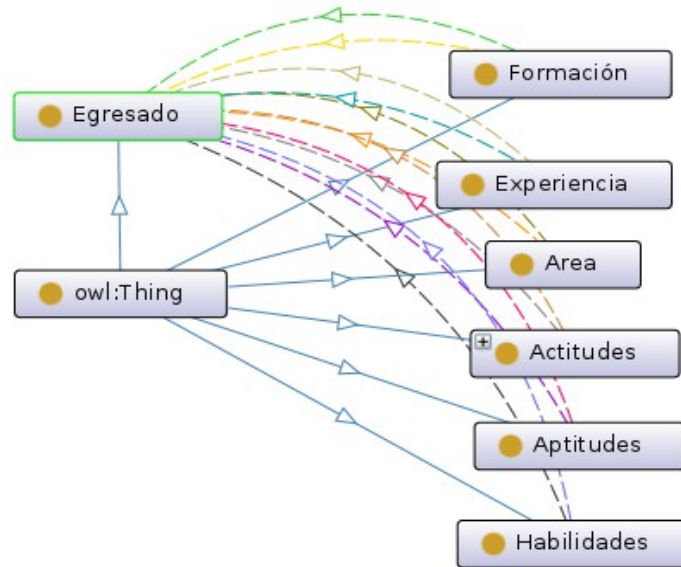 Formación
Egresado
Experiencia
Area
owl:Thing
Actitudes
Aptitudes
Habilidades